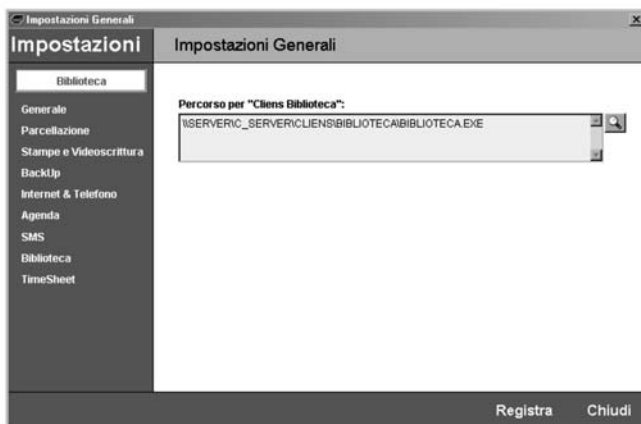 Impostazioni Generali
Impostazioni
Impostazioni Generali
Biblioteca
Generale
Parcellazione
Stampe e Videoscrittura
BackUp
Internet & Telefono
Agenda
SMS
Biblioteca
TimeSheet
Percorso per "Cliens Biblioteca":
\\SERVER\C_SERVER\CLIENS\BIBLIOTECA\BIBLIOTECA.EXE
Registra
Chiudi